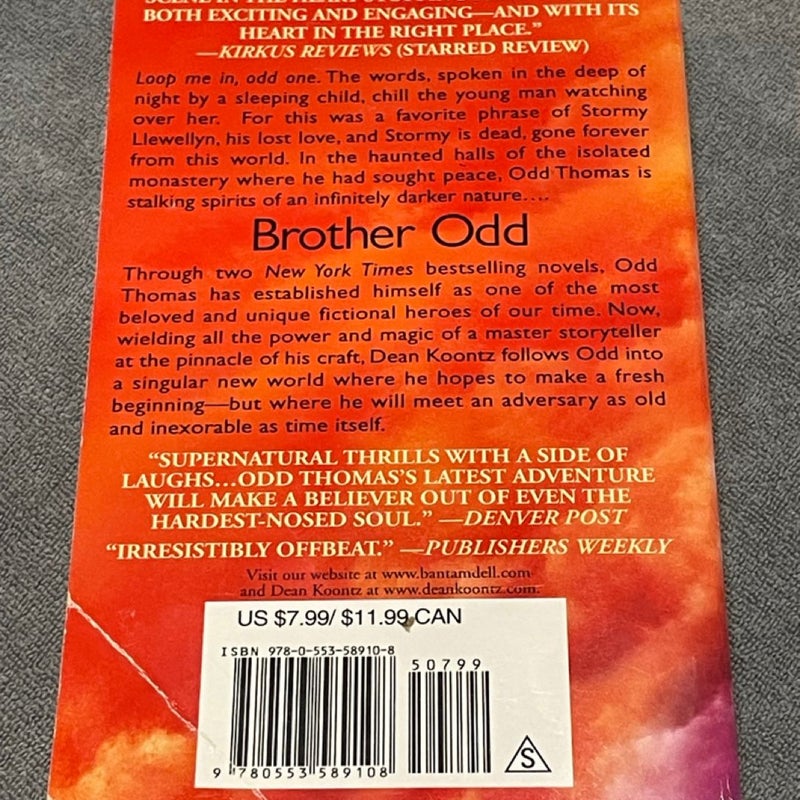 BOTH EXCITING AND ENGAGING—AND WITH ITS
HEART IN THE RIGHT PLACE.”
—KIRKUS REVIEWS (STARRED REVIEW)
Loop me in, odd one. The words, spoken in the deep of
night by a sleeping child, chill the young man watching
over her. For this was a favorite phrase of Stormy
Llewellyn, his lost love, and Stormy is dead, gone forever
from this world. In the haunted halls of the isolated
monastery where he had sought peace, Odd Thomas is
stalking spirits of an infinitely darker nature....
Brother Odd
Through two New York Times bestselling novels, Odd
Thomas has established himself as one of the most
beloved and unique fictional heroes of our time. Now,
wielding all the power and magic of a master storyteller
at the pinnacle of his craft, Dean Koontz follows Odd into
a singular new world where he hopes to make a fresh
beginning—but where he will meet an adversary as old
and inexorable as time itself.
“SUPERNATURAL THRILLS WITH A SIDE OF
LAUGHS...ODD THOMAS’S LATEST ADVENTURE
WILL MAKE A BELIEVER OUT OF EVEN THE
HARDEST-NOSED SOUL.” —DENVER POST
“IRRESISTIBLY OFFBEAT.” —PUBLISHERS WEEKLY
Visit our website at www.bantamdell.com
and Dean Koontz at www.deankoontz.com.
US $7.99/ $11.99 CAN
ISBN 978-0-553-58910-8
50799
9 780553 589108
S